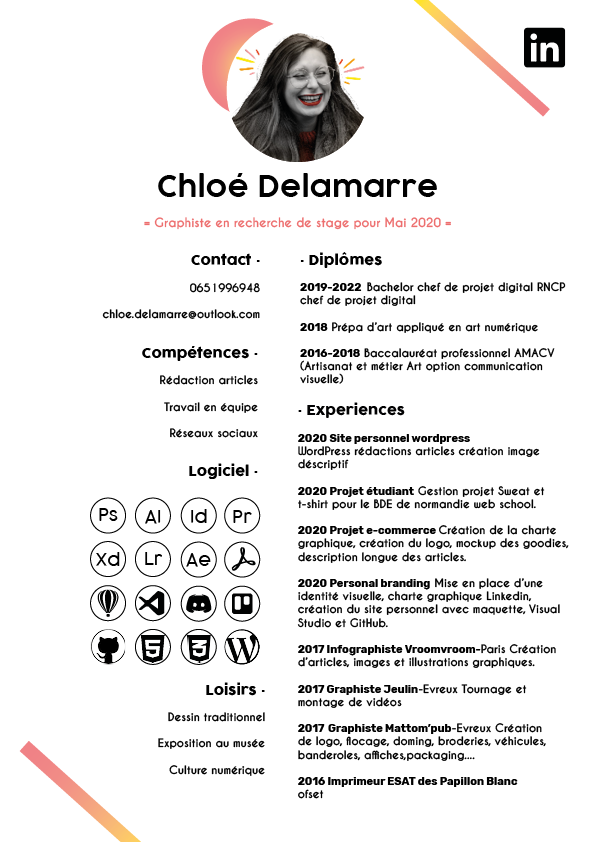 in
Chloé Delamarre
= Graphiste en recherche de stage pour Mai 2020 =
Contact -
0651996948
chloe.delamarre@outlook.com
Compétences -
Rédaction articles
Travail en équipe
Réseaux sociaux
Logiciel -
Ps AI Id Pr
Xd Lr Ae
5 3 W
Loisirs -
Dessin traditionnel
Exposition au musée
Culture numérique
- Diplômes
2019-2022 Bachelor chef de projet digital RNCP
chef de projet digital
2018 Prépa d'art appliqué en art numérique
2016-2018 Baccalauréat professionnel AMACV
(Artisanat et métier Art option communication
visuelle)
- Experiences
2020 Site personnel wordpress
WordPress rédactions articles création image
déscriptif
2020 Projet étudiant Gestion projet Sweat et
t-shirt pour le BDE de normandie web school.
2020 Projet e-commerce Création de la charte
graphique, création du logo, mockup des goodies,
description longue des articles.
2020 Personal branding Mise en place d'une
identité visuelle, charte graphique Linkedin,
création du site personnel avec maquette, Visual
Studio et GitHub.
2017 Infographiste Vroomvroom-Paris Création
d'articles, images et illustrations graphiques.
2017 Graphiste Jeulin-Evreux Tournage et
montage de vidéos
2017 Graphiste Mattom'pub-Evreux Création
de logo, flocage, doming, broderies, véhicules,
banderoles, affiches,packaging....
2016 Imprimeur ESAT des Papillon Blanc
ofset